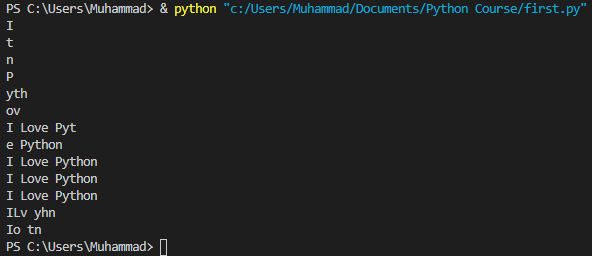 PS C:\Users\Muhammad> & python "c:/Users/Muhammad/Documents/Python Course/first.py"
I
t
n
P
yth
ov
I Love Pyt
e Python
I Love Python
I Love Python
I Love Python
ILv yhn
Io tn
PS C:\Users\Muhammad>